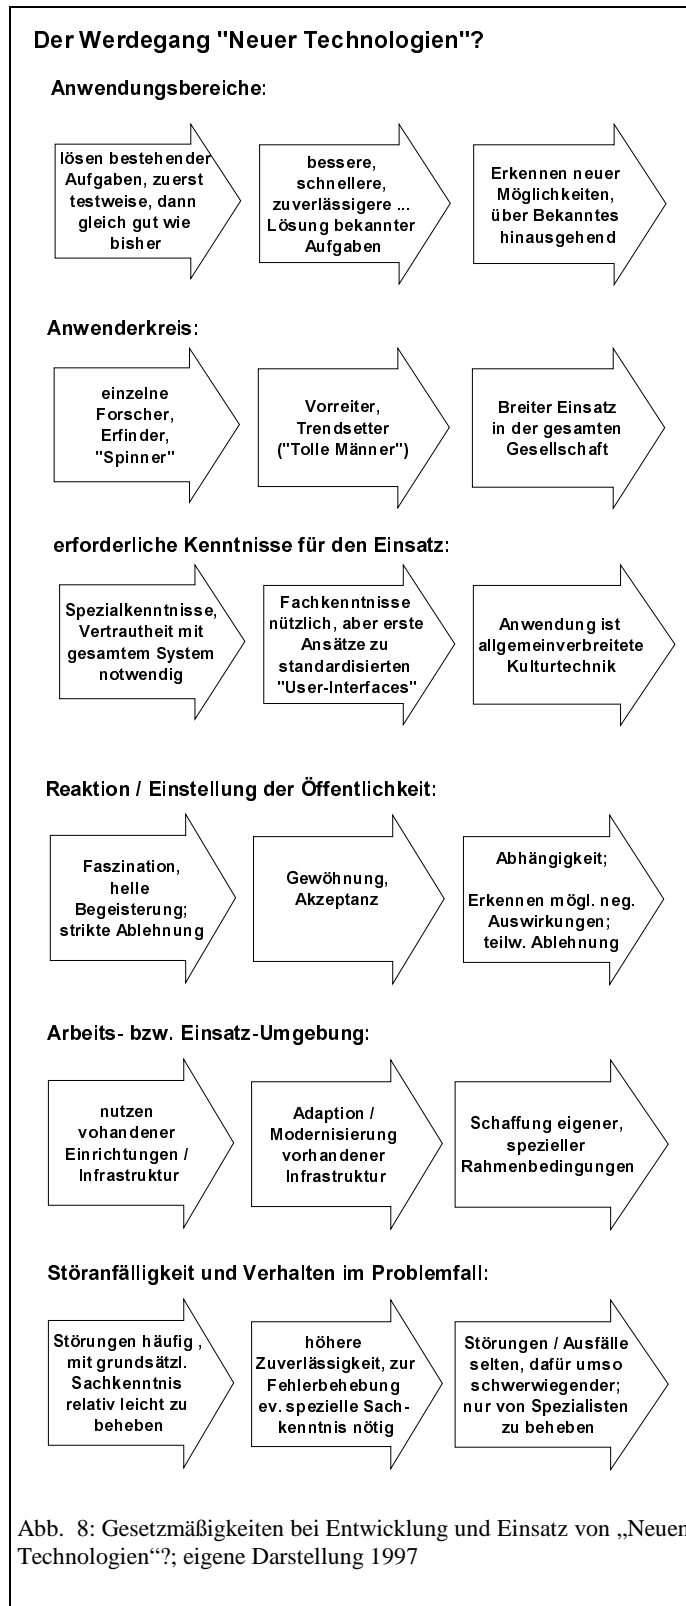 Der Werdegang "Neuer Technologien"?
Anwendungsbereiche:
lösen bestehender
Aufgaben, zuerst
testweise, dann
gleich gut wie
bisher
bessere,
schnellere,
zuverlässigere ...
Lösung bekannter
Aufgaben
Erkennen neuer
Möglichkeiten,
über Bekanntes
hinausgehend
Anwenderkreis:
einzelne
Forscher,
Erfinder,
"Spinner"
Vorreiter,
Trendsetter
("Tolle Männer")
Breiter Einsatz
in der gesamten
Gesellschaft
erforderliche Kenntnisse für den Einsatz:
Spezialkenntnisse,
Vertrautheit mit
gesamtem System
notwendig
Fachkenntnisse
nützlich, aber erste
Ansätze zu
standardisierten
"User-Interfaces"
Anwendung ist
allgemeinverbreitete
Kulturtechnik
Reaktion / Einstellung der Öffentlichkeit:
Faszination,
helle
Begeisterung;
strikte Ablehnung
Gewöhnung,
Akzeptanz
Abhängigkeit;
Erkennen mögl. neg.
Auswirkungen;
teilw. Ablehnung
Arbeits- bzw. Einsatz-Umgebung:
nutzen
vohandener
Einrichtungen /
Infrastruktur
Adaption /
Modernisierung
vorhandener
Infrastruktur
Schaffung eigener,
spezieller
Rahmenbedingungen
Störanfälligkeit und Verhalten im Problemfall:
Störungen häufig ,
mit grundsätzl.
Sachkenntnis
relativ leicht zu
beheben
höhere
Zuverlässigkeit, zur
Fehlerbehebung
ev. spezielle Sach-
kenntnis nötig
Störungen / Ausfälle
selten, dafür umso
schwerwiegender;
nur von Spezialisten
zu beheben
Abb. 8: Gesetzmäßigkeiten bei Entwicklung und Einsatz von „Neuen
Technologien“?; eigene Darstellung 1997